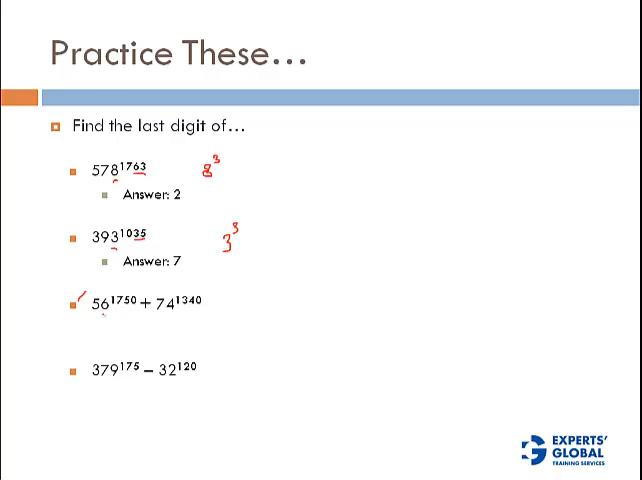 Practice These…
Find the last digit of…
578¹⁷⁶³ 8³
Answer: 2
393¹⁰³⁵ 3³
Answer: 7
56¹⁷⁵⁰ + 74¹³⁴⁰
379¹⁷⁵ – 32¹²⁰
EXPERTS’
GLOBAL
TRAINING SERVICES